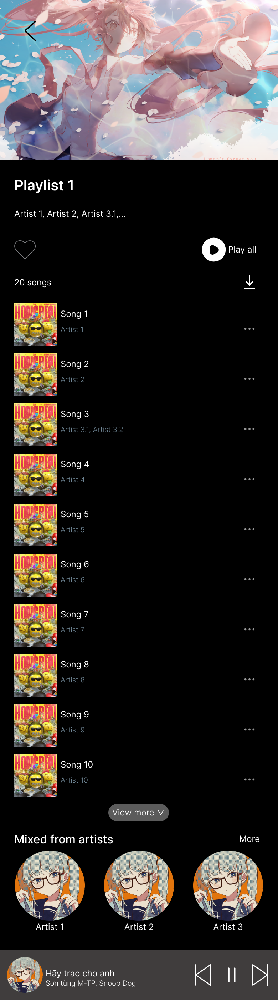 I won't forget you
Playlist 1
Artist 1, Artist 2, Artist 3.1,...
Play all
20 songs
Song 1
Artist 1
Song 2
Artist 2
Song 3
Artist 3.1, Artist 3.2
Song 4
Artist 4
Song 5
Artist 5
Song 6
Artist 6
Song 7
Artist 7
Song 8
Artist 8
Song 9
Artist 9
Song 10
Artist 10
View more
Mixed from artists
More
Artist 1
Artist 2
Artist 3
Hãy trao cho anh
Sơn tùng M-TP, Snoop Dog